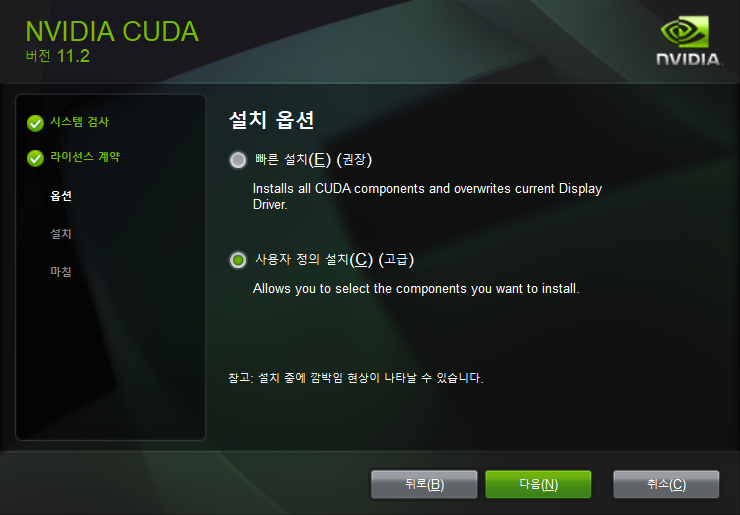 NVIDIA CUDA
버전 11.2
NVIDIA.
시스템 검사
라이선스 계약
옵션
설치
마침
설치 옵션
빠른 설치(E) (권장)
Installs all CUDA components and overwrites current Display
Driver.
사용자 정의 설치(C) (고급)
Allows you to select the components you want to install.
참고: 설치 중에 깜박임 현상이 나타날 수 있습니다.
뒤로(B)
다음(N)
취소(C)